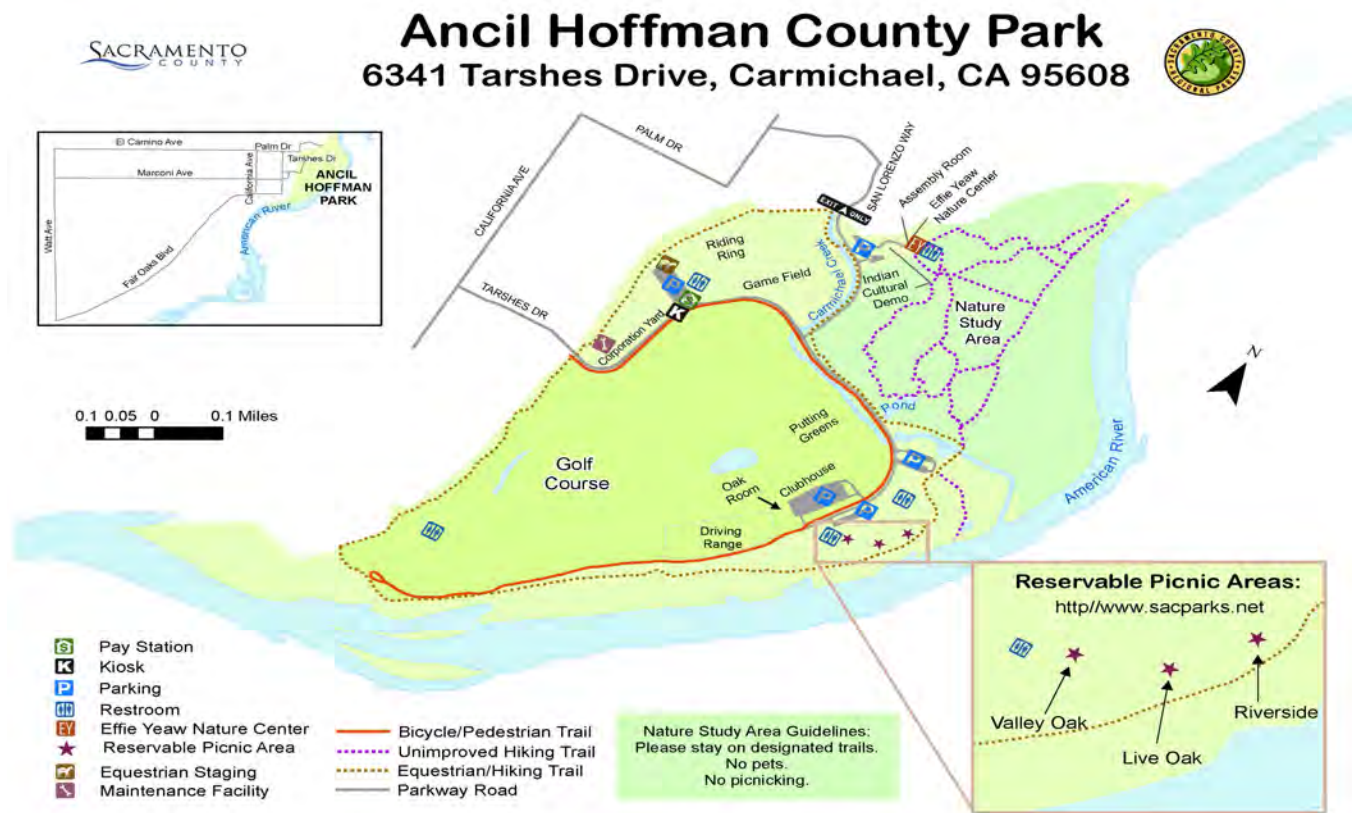 SACRAMENTO
COUNTY
Ancil Hoffman County Park
6341 Tarshes Drive, Carmichael, CA 95608
SACRAMENTO COUNTY
REGIONAL PARKS
El Camino Ave
Palm Dr
Tarshes Dr
Marconi Ave
California Ave
ANCIL
HOFFMAN
PARK
American River
Watt Ave
Fair Oaks Blvd
PALM DR
CALIFORNIA AVE
SAN LORENZO WAY
EXIT ONLY
Assembly Room
Effie Yeaw
Nature Center
EY
P
Riding
Ring
Game Field
Carmichael Creek
Indian
Cultural
Demo
Nature
Study
Area
TARSHES DR
P
S
K
Corporation Yard
N
0.1 0.05 0 0.1 Miles
Golf
Course
Putting
Greens
Pond
P
Oak
Room
Clubhouse
P
P
Driving
Range
American River
Reservable Picnic Areas:
http//www.sacparks.net
Valley Oak
Live Oak
Riverside
S Pay Station
K Kiosk
P Parking
Restroom
EY Effie Yeaw Nature Center
Reservable Picnic Area
Equestrian Staging
Maintenance Facility
Bicycle/Pedestrian Trail
Unimproved Hiking Trail
Equestrian/Hiking Trail
Parkway Road
Nature Study Area Guidelines:
Please stay on designated trails.
No pets.
No picnicking.